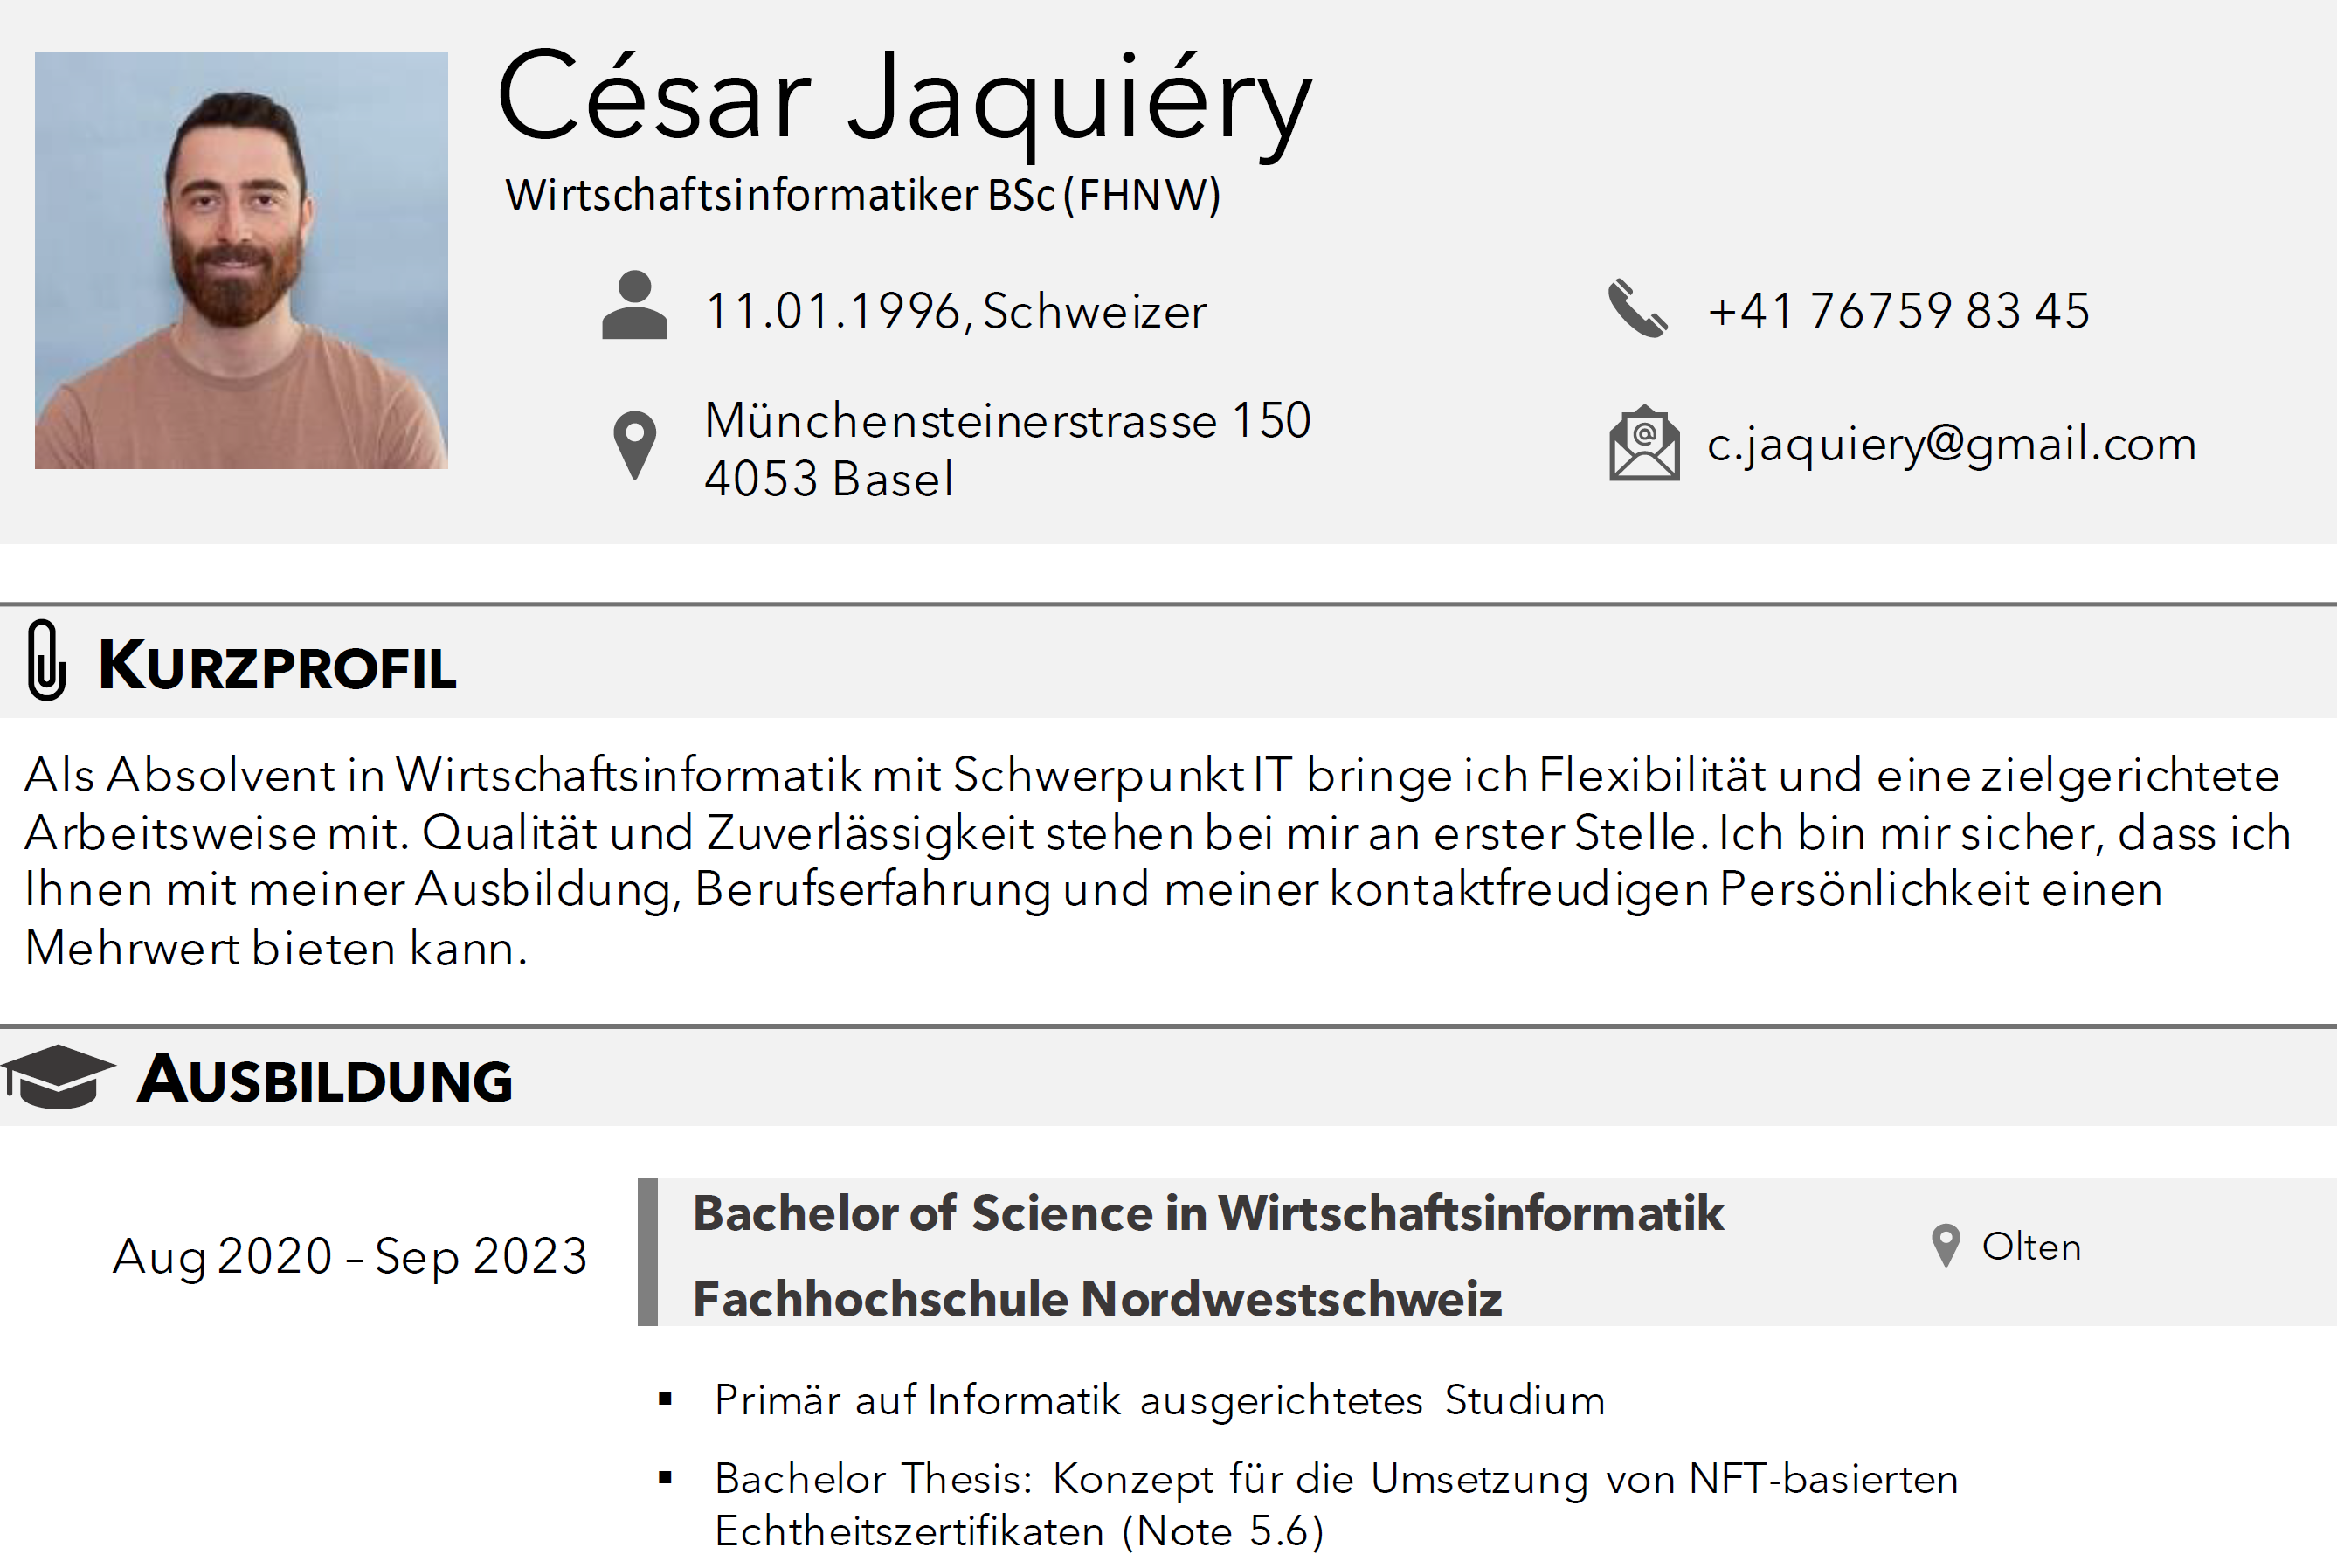 César Jaquiéry
Wirtschaftsinformatiker BSc (FHNW)
11.01.1996, Schweizer
+41 76759 83 45
Münchensteinerstrasse 150
4053 Basel
c.jaquiery@gmail.com
KURZPROFIL
Als Absolvent in Wirtschaftsinformatik mit Schwerpunkt IT bringe ich Flexibilität und eine zielgerichtete
Arbeitsweise mit. Qualität und Zuverlässigkeit stehen bei mir an erster Stelle. Ich bin mir sicher, dass ich
Ihnen mit meiner Ausbildung, Berufserfahrung und meiner kontaktfreudigen Persönlichkeit einen
Mehrwert bieten kann.
AUSBILDUNG
Aug 2020 – Sep 2023
Bachelor of Science in Wirtschaftsinformatik
Fachhochschule Nordwestschweiz
Olten
▪ Primär auf Informatik ausgerichtetes Studium
▪ Bachelor Thesis: Konzept für die Umsetzung von NFT-basierten
Echtheitszertifikaten (Note 5.6)